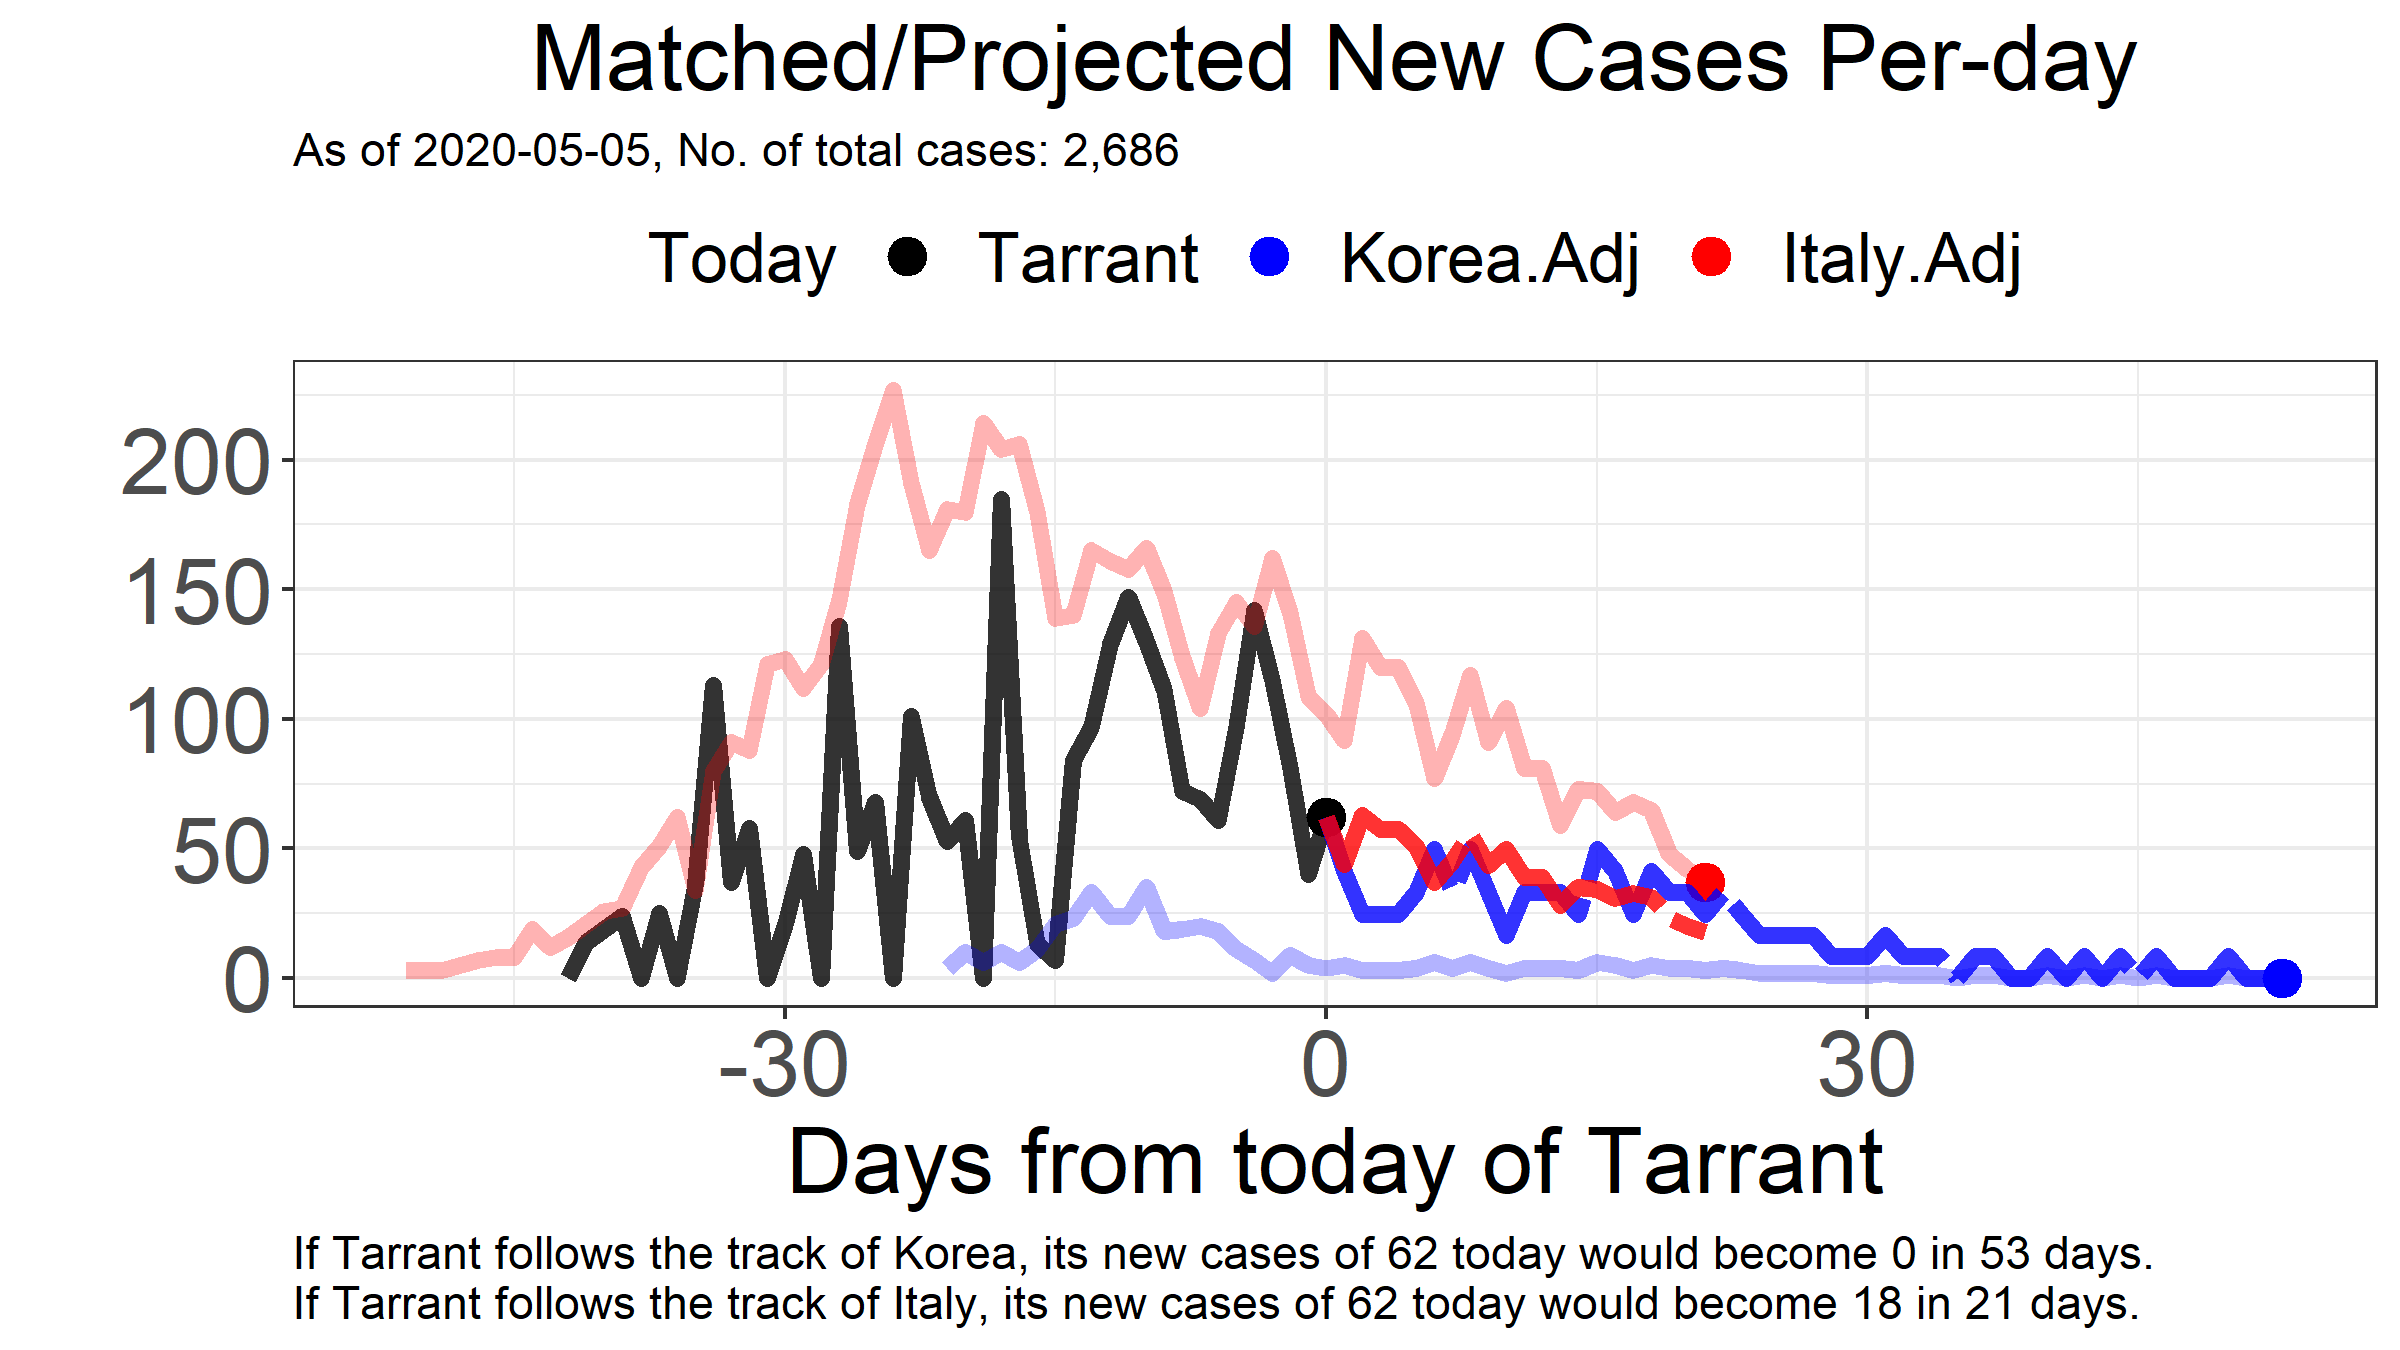 Matched/Projected New Cases Per-day
As of 2020-05-05, No. of total cases: 2,686
Today Tarrant Korea.Adj Italy.Adj
200
150
100
50
0
-30 0 30
Days from today of Tarrant
If Tarrant follows the track of Korea, its new cases of 62 today would become 0 in 53 days.
If Tarrant follows the track of Italy, its new cases of 62 today would become 18 in 21 days.